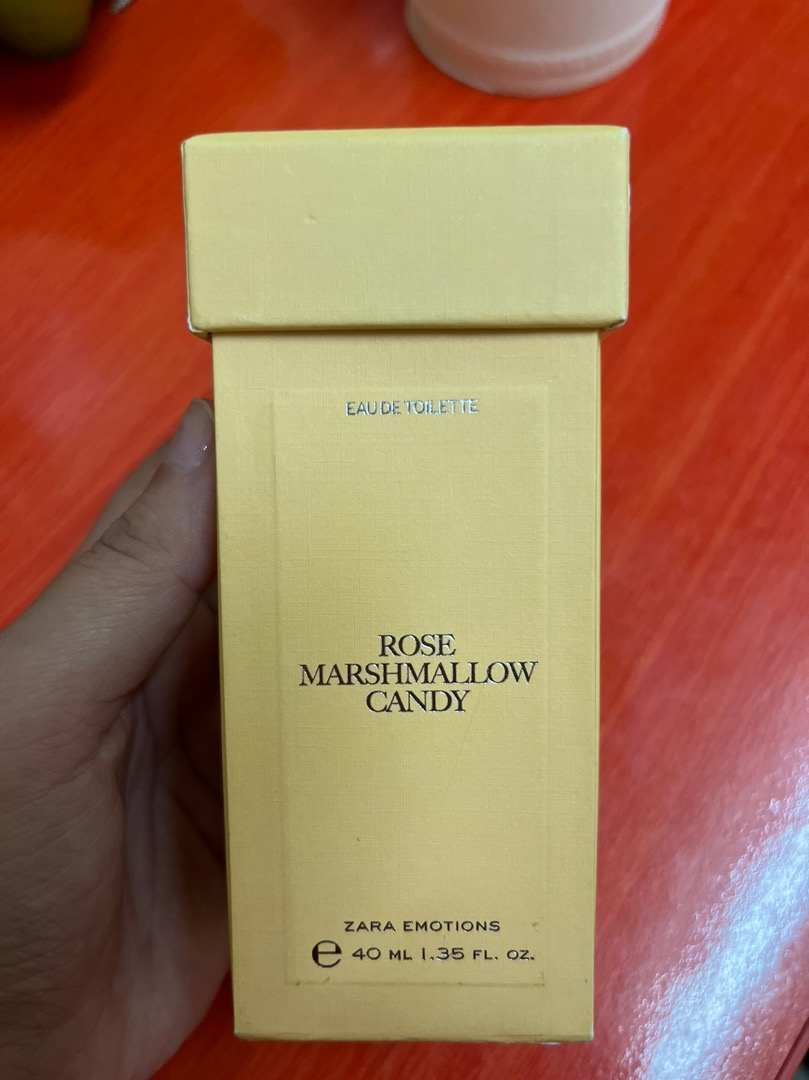 EAU DE TOILETTE
ROSE
MARSHMALLOW
CANDY
ZARA EMOTIONS
℮ 40 ML 1.35 FL. OZ.